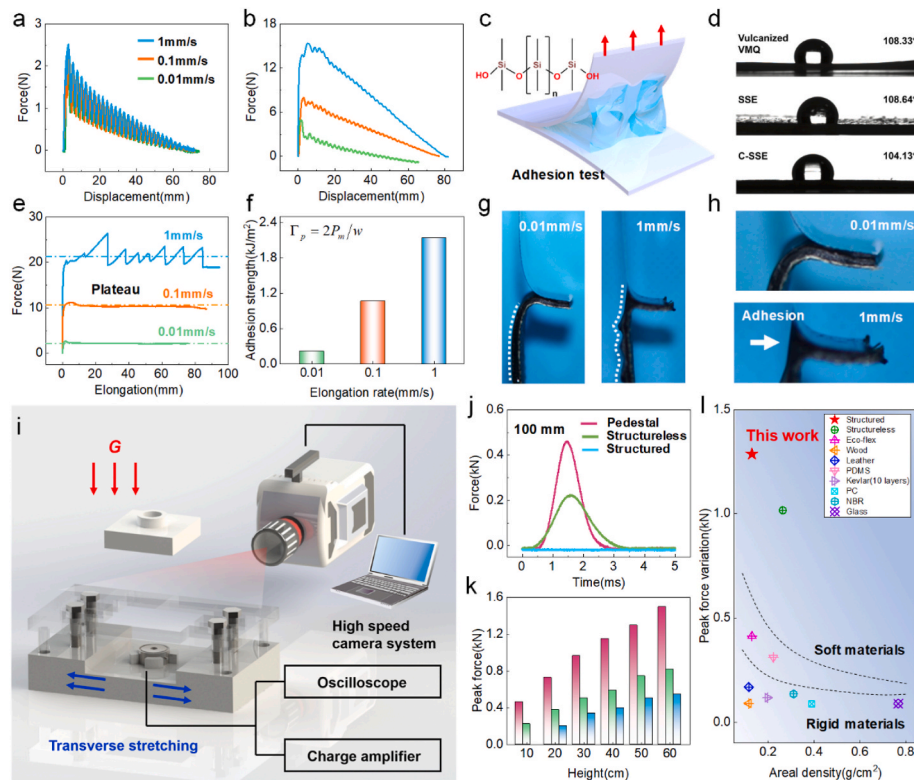 a
Force(N)
3
2
1
0
1mm/s
0.1mm/s
0.01mm/s
0 20 40 60 80
Displacement(mm)
b
Force(N)
18
12
6
0
0 20 40 60 80
Displacement(mm)
c
HO
Si
O
Si
n
O
Si
OH
Adhesion test
d
Vulcanized
VMQ
108.33°
SSE
108.64°
C-SSE
104.13°
e
Force(N)
30
20
10
0
1mm/s
Plateau
0.1mm/s
0.01mm/s
0 20 40 60 80 100
Elongation(mm)
f
Adhesion strength(kJ/m²)
2.4
1.8
1.2
0.6
0.0
Γp = 2Pm/w
0.01 0.1 1
Elongation rate(mm/s)
g
0.01mm/s
1mm/s
h
0.01mm/s
Adhesion
1mm/s
i
G
High speed
camera system
Oscilloscope
Charge amplifier
Transverse stretching
j
Force(kN)
0.6
0.4
0.2
0.0
100 mm
Pedestal
Structureless
Structured
0 1 2 3 4 5
Time(ms)
k
Peak force(kN)
1.6
1.2
0.8
0.4
0.0
10 20 30 40 50 60
Height(cm)
l
Peak force variation(kN)
1.5
1.0
0.5
0.0
This work
Structured
Structureless
Eco-flex
Wood
Leather
PDMS
Kevlar(10 layers)
PC
NBR
Glass
Soft materials
Rigid materials
0.2 0.4 0.6 0.8
Areal density(g/cm²)